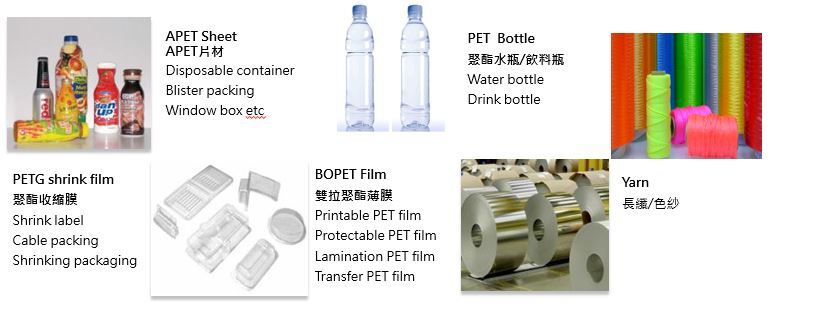 APET Sheet
APET片材
Disposable container
Blister packing
Window box etc
PET Bottle
聚酯水瓶/飲料瓶
Water bottle
Drink bottle
PETG shrink film
聚酯收縮膜
Shrink label
Cable packing
Shrinking packaging
BOPET Film
雙拉聚酯薄膜
Printable PET film
Protectable PET film
Lamination PET film
Transfer PET film
Yarn
長纖/色紗